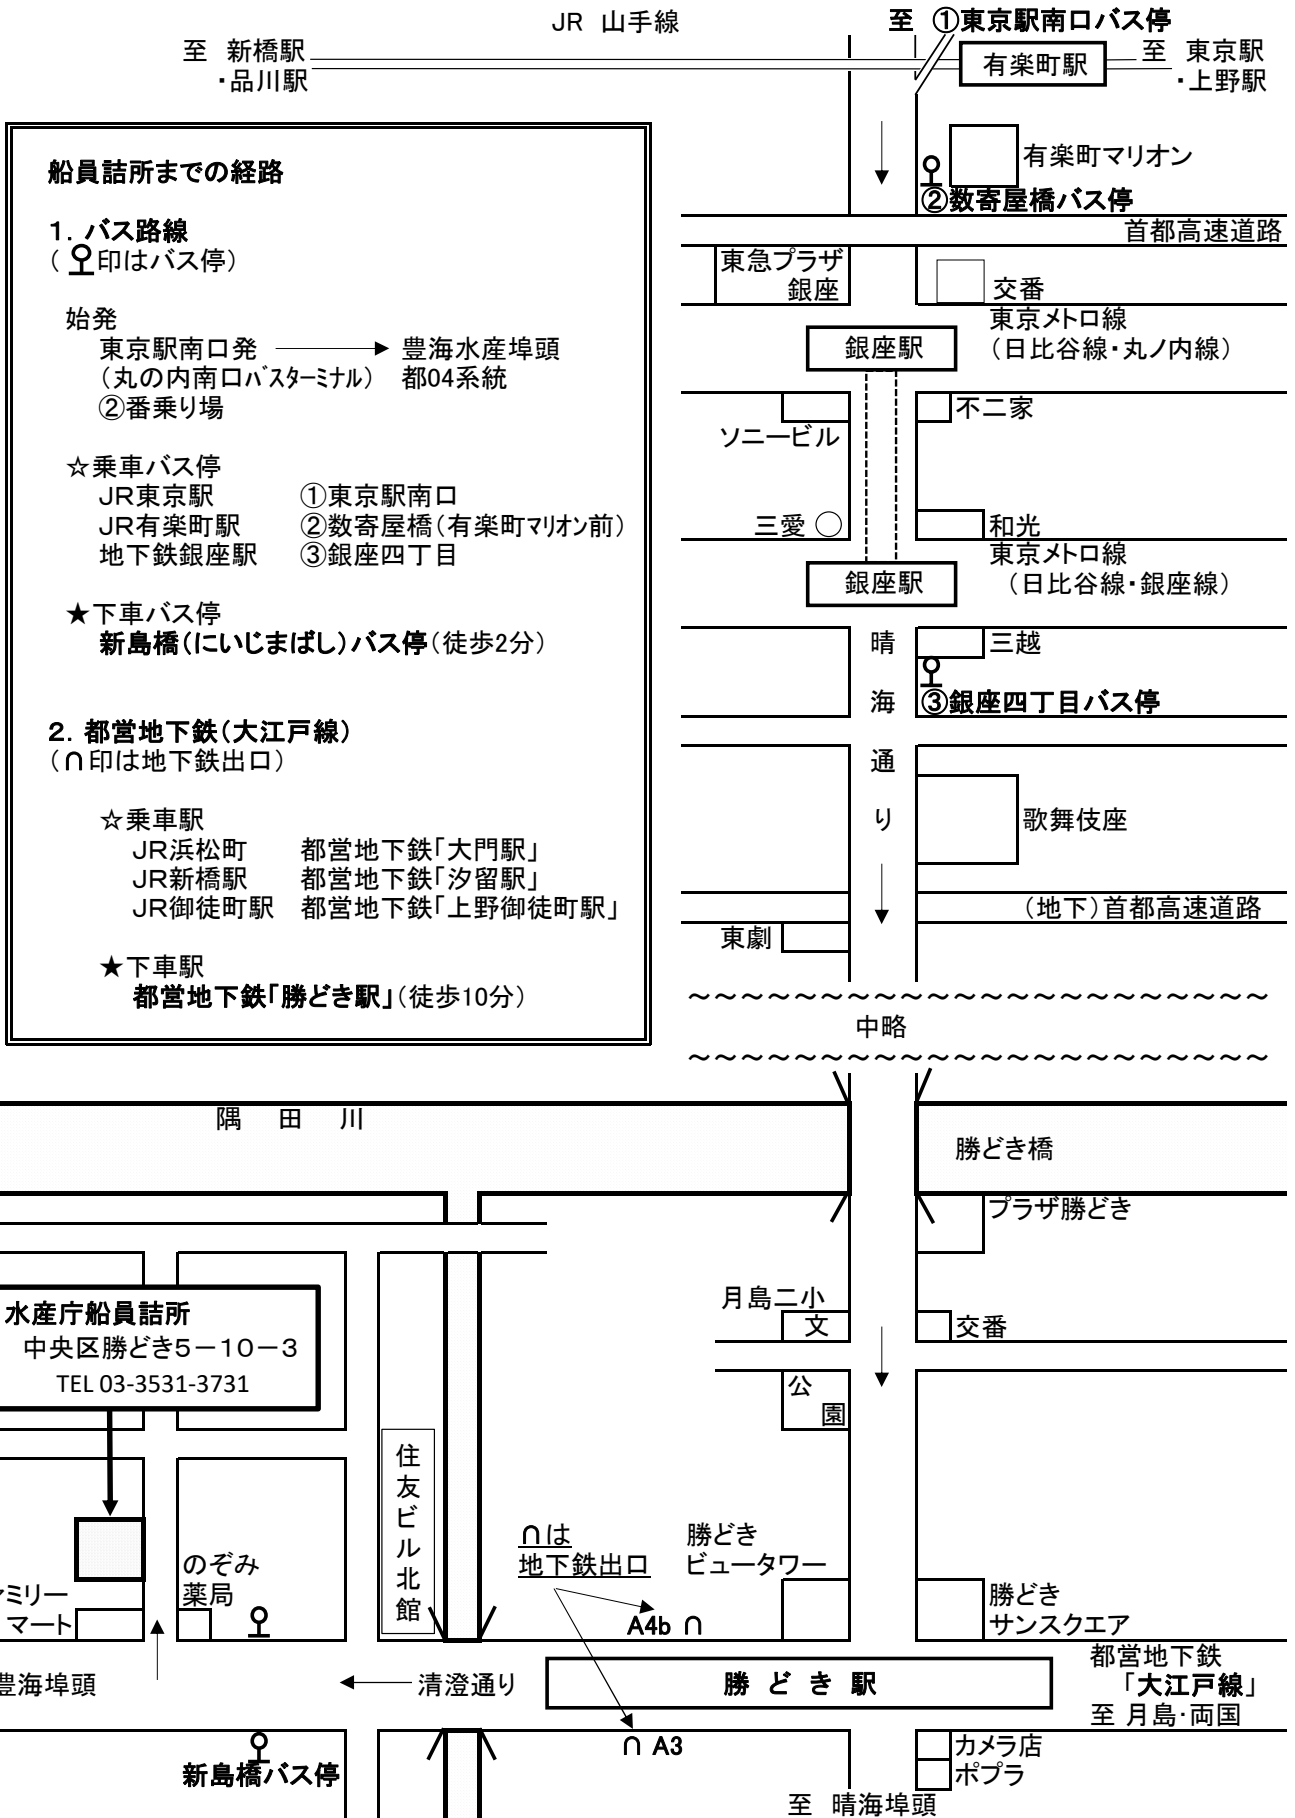 JR 山手線
至 ①東京駅南口バス停
至 新橋駅
・品川駅
有楽町駅
至 東京駅
・上野駅
有楽町マリオン
②数寄屋橋バス停
首都高速道路
東急プラザ
銀座
交番
東京メトロ線
(日比谷線・丸ノ内線)
銀座駅
不二家
ソニービル
三愛
和光
東京メトロ線
(日比谷線・銀座線)
銀座駅
三越
③銀座四丁目バス停
晴海通り
歌舞伎座
(地下)首都高速道路
東劇
中略
船員詰所までの経路
1. バス路線
( 印はバス停)
始発
東京駅南口発 → 豊海水産埠頭
(丸の内南口バスターミナル) 都04系統
②番乗り場
☆乗車バス停
JR東京駅 ①東京駅南口
JR有楽町駅 ②数寄屋橋(有楽町マリオン前)
地下鉄銀座駅 ③銀座四丁目
★下車バス停
新島橋(にいじまばし)バス停(徒歩2分)
2. 都営地下鉄(大江戸線)
(∩印は地下鉄出口)
☆乗車駅
JR浜松町 都営地下鉄「大門駅」
JR新橋駅 都営地下鉄「汐留駅」
JR御徒町駅 都営地下鉄「上野御徒町駅」
★下車駅
都営地下鉄「勝どき駅」(徒歩10分)
隅田川
勝どき橋
プラザ勝どき
水産庁船員詰所
中央区勝どき5-10-3
TEL 03-3531-3731
月島二小
文
交番
公園
住友ビル北館
のぞみ
薬局
ァミリー
マート
∩は
地下鉄出口
勝どき
ビュータワー
A4b ∩
勝どき
サンスクエア
豊海埠頭
清澄通り
勝どき駅
都営地下鉄
「大江戸線」
至 月島・両国
新島橋バス停
∩ A3
カメラ店
ポプラ
至 晴海埠頭